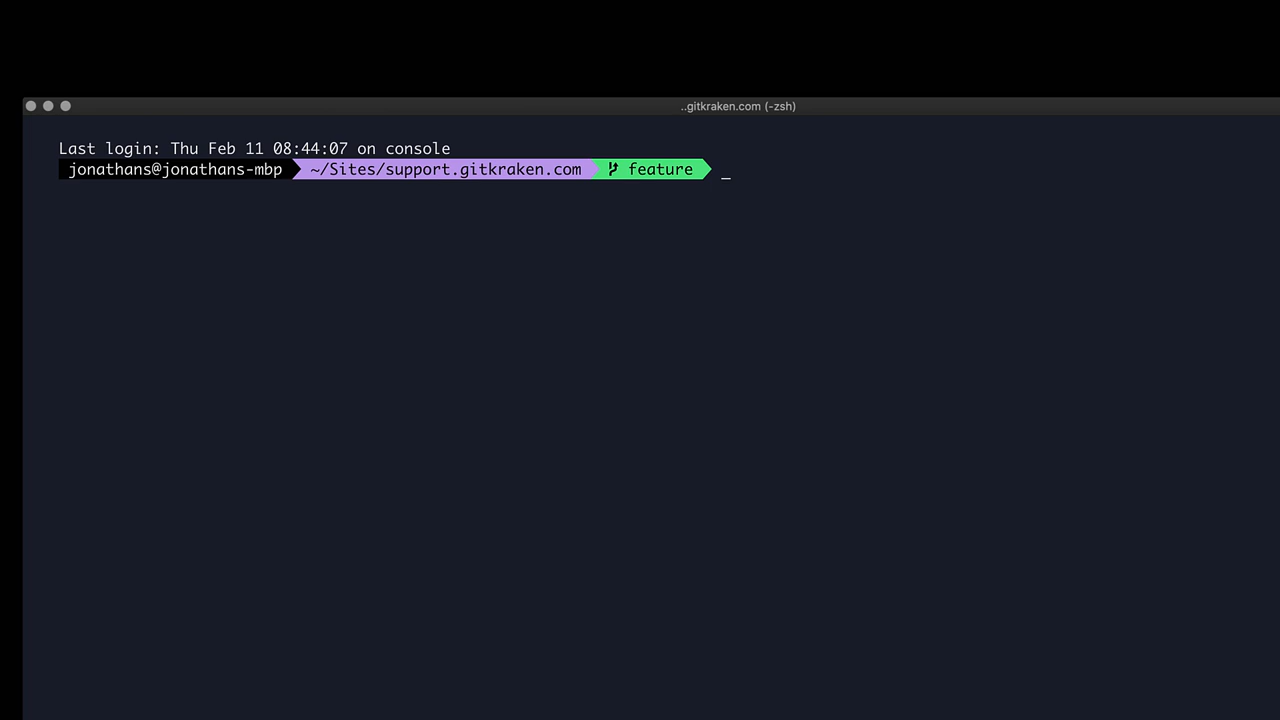 ..gitkraken.com (-zsh)
Last login: Thu Feb 11 08:44:07 on console
jonathans@jonathans-mbp ~/Sites/support.gitkraken.com feature _